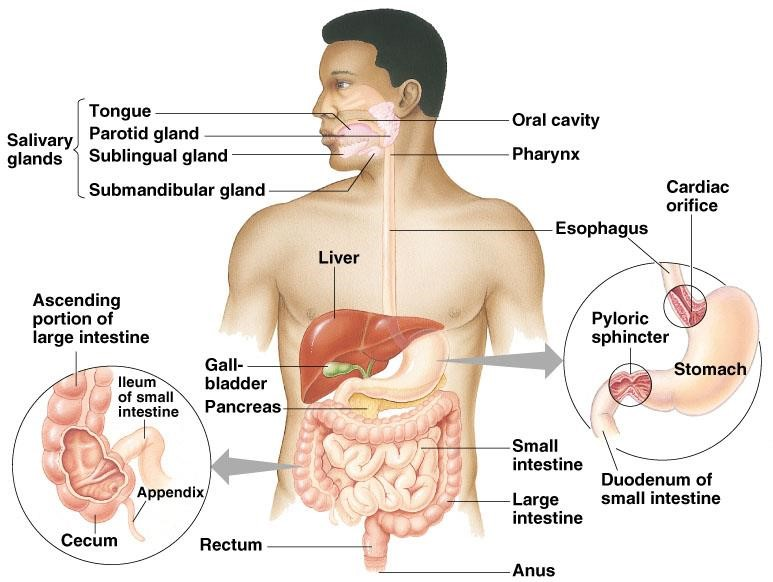 Tongue
Parotid gland
Sublingual gland
Submandibular gland
Salivary
glands
Oral cavity
Pharynx
Cardiac
orifice
Esophagus
Liver
Ascending
portion of
large intestine
Pyloric
sphincter
Stomach
Gall-
bladder
Pancreas
Ileum
of small
intestine
Small
intestine
Duodenum of
small intestine
Appendix
Large
intestine
Cecum
Rectum
Anus